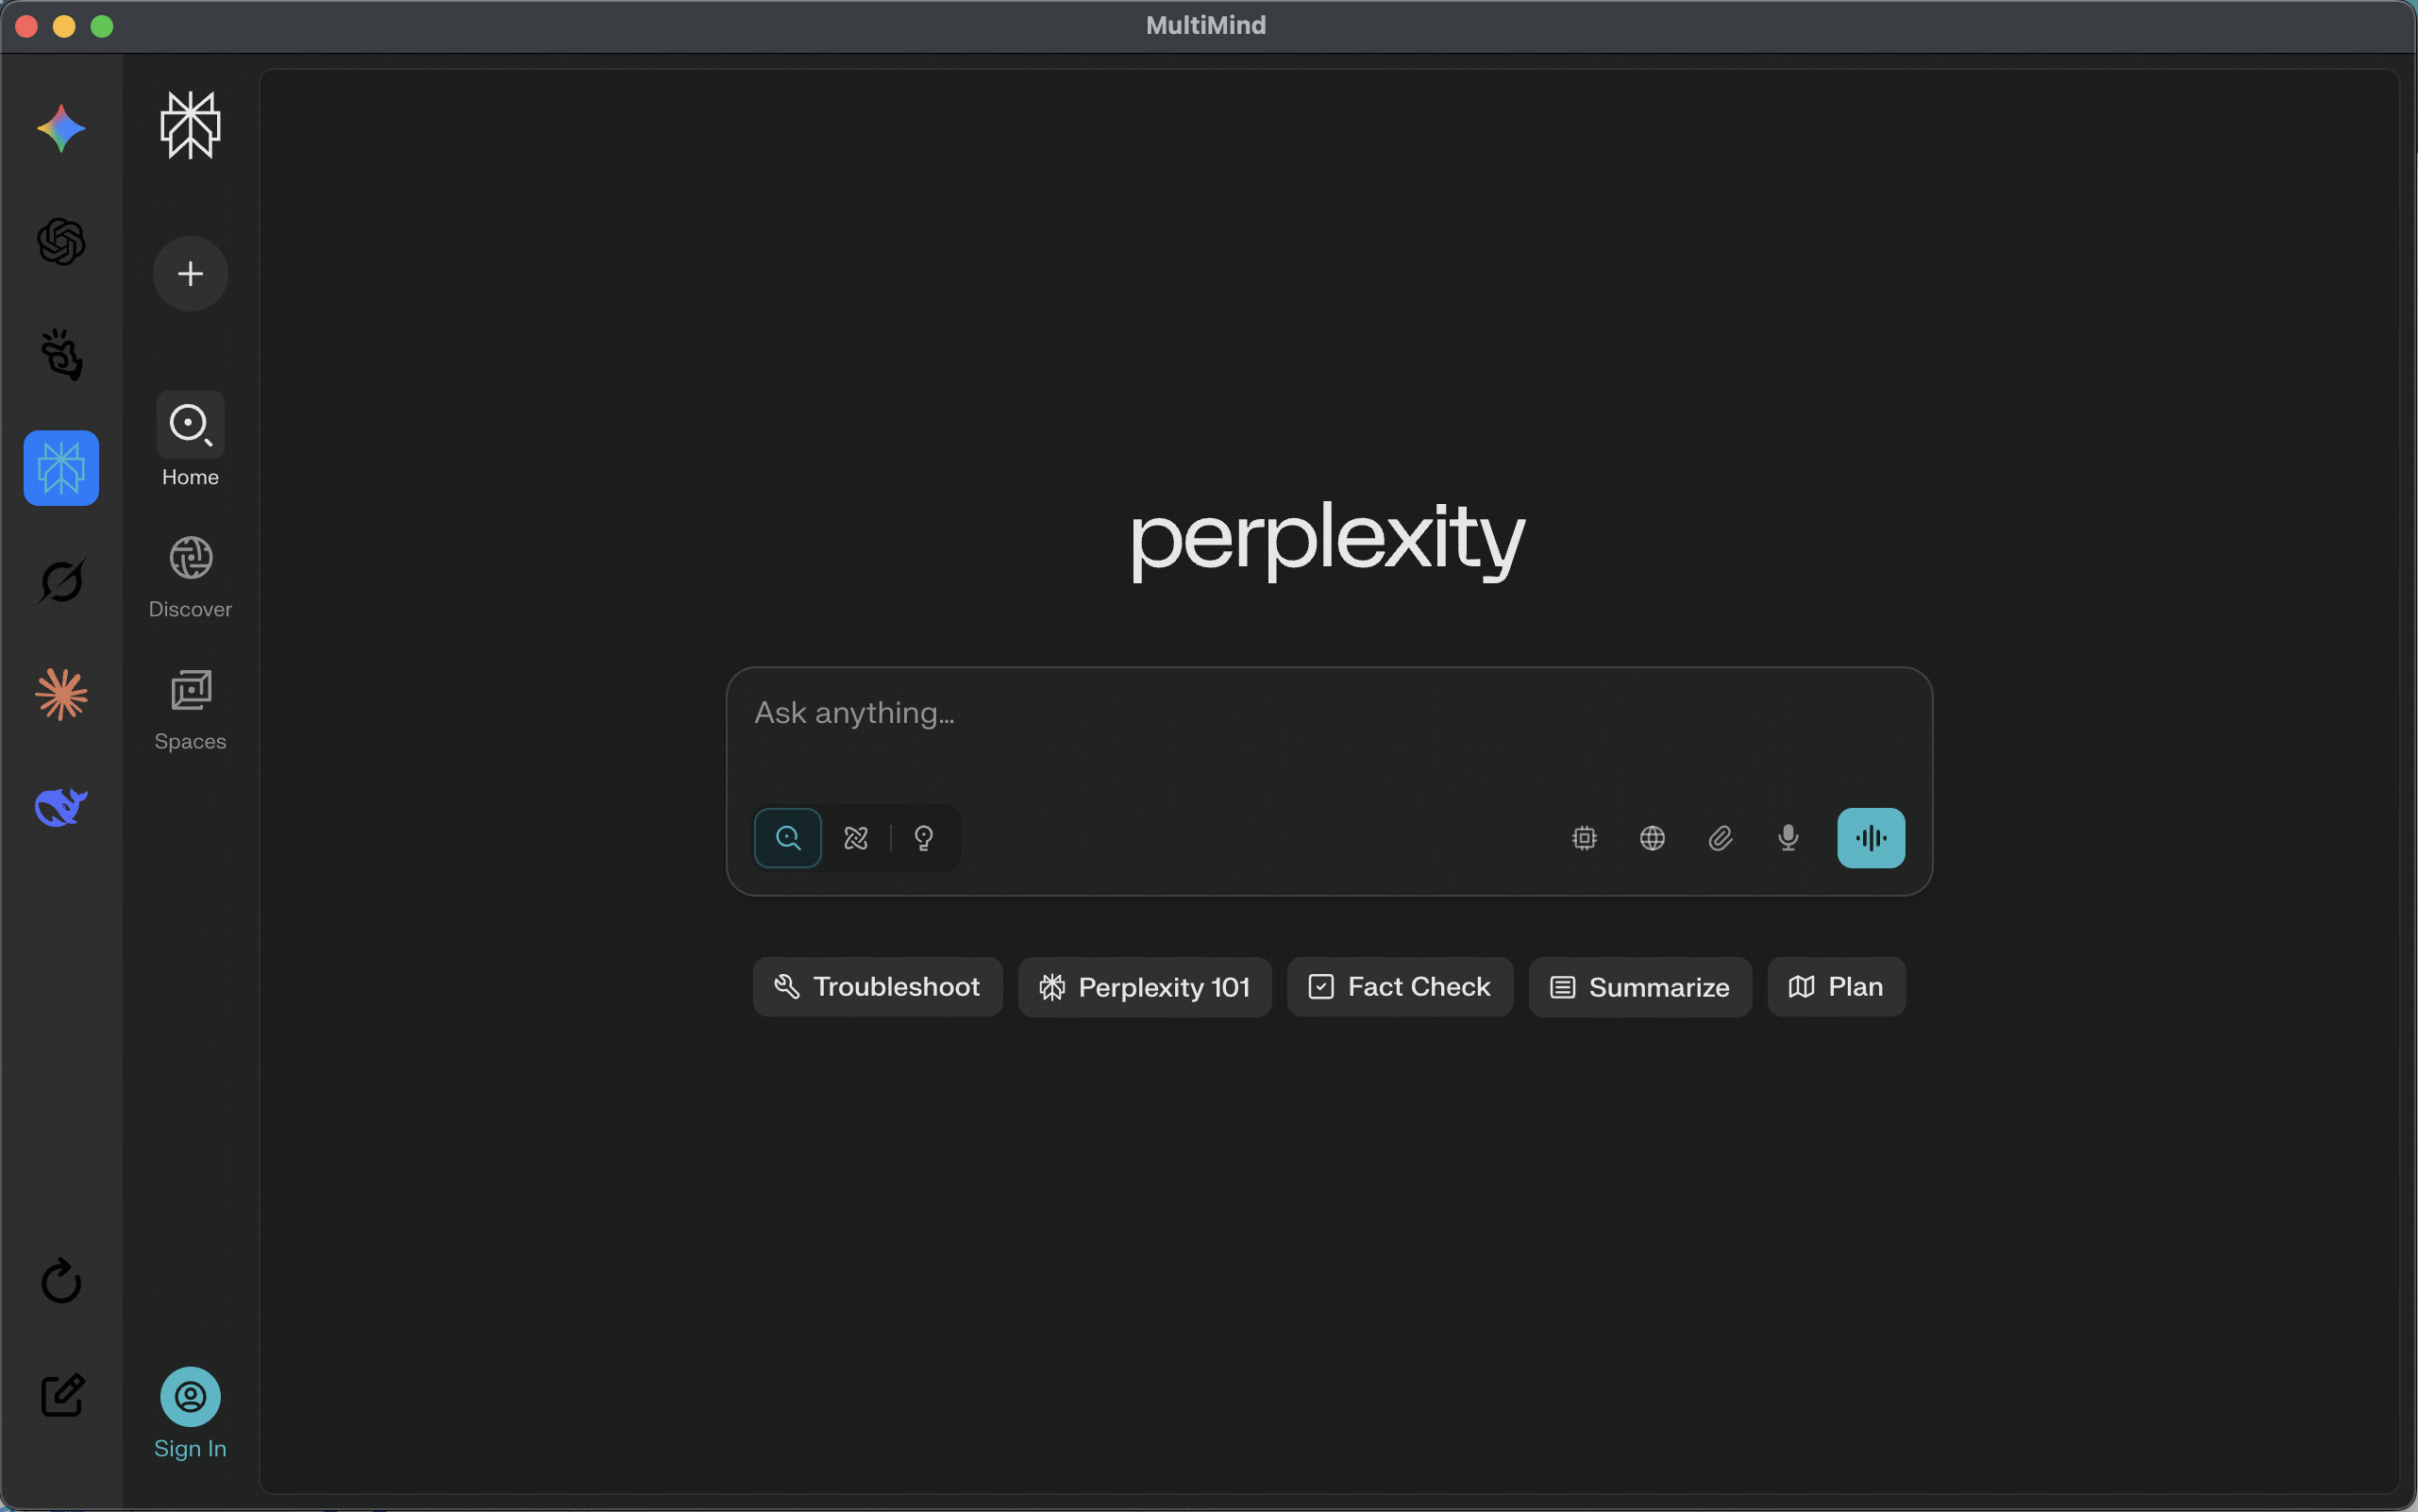 MultiMind
Home
Discover
Spaces
Sign In
perplexity
Ask anything...
Troubleshoot
Perplexity 101
Fact Check
Summarize
Plan